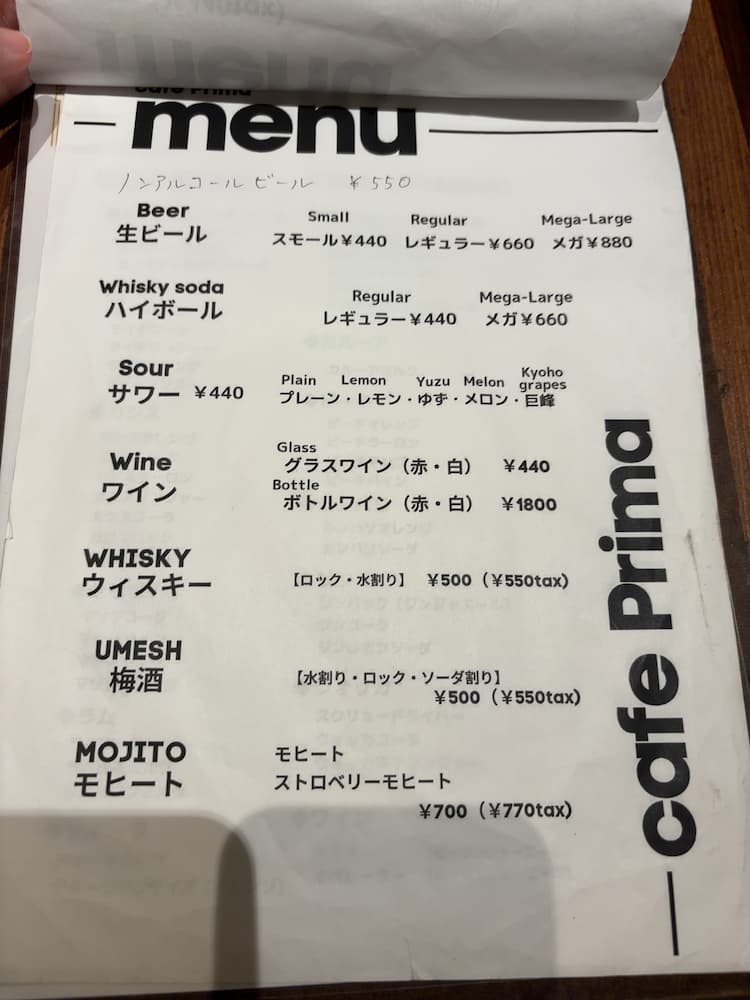 Cafe Prima
menu
ノンアルコールビール ¥550
Beer
生ビール
Small Regular Mega-Large
スモール¥440 レギュラー¥660 メガ¥880
Whisky soda
ハイボール
Regular Mega-Large
レギュラー¥440 メガ¥660
Sour
サワー ¥440
Plain Lemon Yuzu Melon Kyoho grapes
プレーン・レモン・ゆず・メロン・巨峰
Wine
ワイン
Glass
グラスワイン（赤・白） ¥440
Bottle
ボトルワイン（赤・白） ¥1800
WHISKY
ウィスキー
【ロック・水割り】 ¥500（¥550tax）
UMESH
梅酒
【水割り・ロック・ソーダ割り】
¥500（¥550tax）
MOJITO
モヒート
モヒート
ストロベリーモヒート
¥700（¥770tax）
cafe Prima